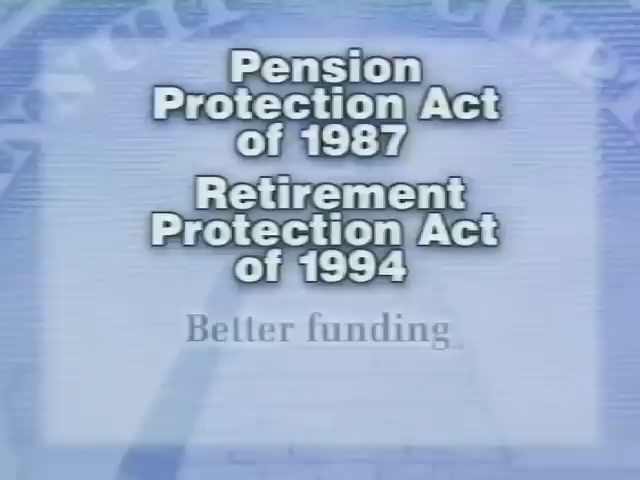 Pension
Protection Act
of 1987
Retirement
Protection Act
of 1994
Better funding